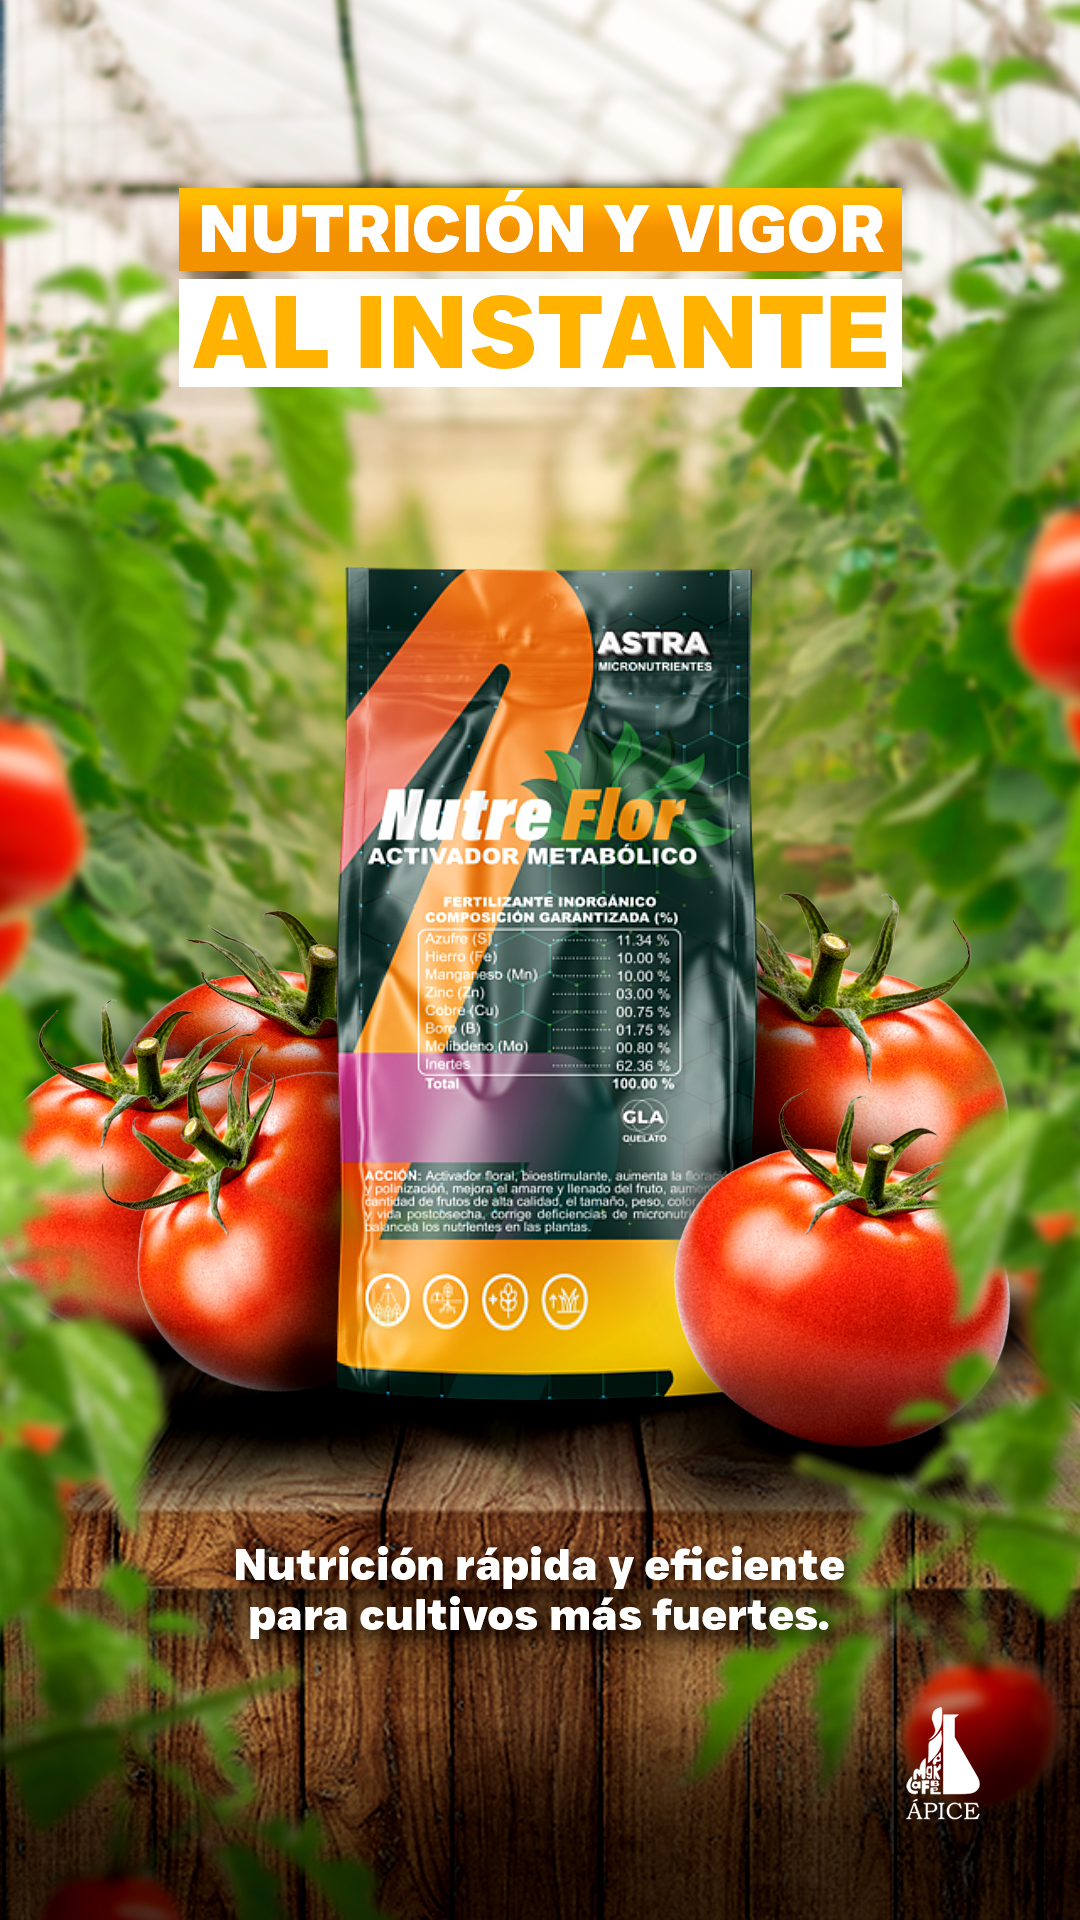 NUTRICIÓN Y VIGOR
AL INSTANTE
ASTRA
MICRONUTRIENTES
Nutre Flor
ACTIVADOR METABÓLICO
FERTILIZANTE INORGÁNICO
COMPOSICIÓN GARANTIZADA (%)
Azufre (S) 11.34 %
Hierro (Fe) 10.00 %
Manganeso (Mn) 10.00 %
Zinc (Zn) 03.00 %
Cobre (Cu) 00.75 %
Boro (B) 01.75 %
Molibdeno (Mo) 00.80 %
Inertes 62.36 %
Total 100.00 %
GLA
QUELATO
ACCIÓN: Activador floral, bioestimulante, aumenta la
y polinización, mejora el amarre y llenado del fruto,
cantidad de frutos de alta calidad, el tamaño, peso, color
y vida postcosecha, corrige deficiencias de
balancea los nutrientes en las plantas.
Nutrición rápida y eficiente
para cultivos más fuertes.
ÁPICE